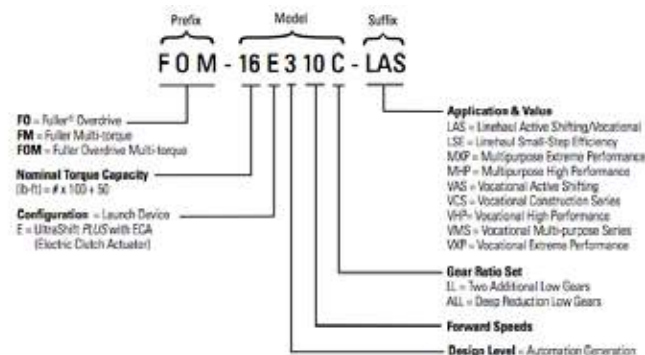 Prefix
Model
Suffix
FOM - 16 E 3 10 C - LAS
FO = Fuller® Overdrive
FM = Fuller Multi-torque
FOM = Fuller Overdrive Multi-torque
Nominal Torque Capacity
(lb-ft) = # x 100 + 50
Configuration = Launch Device
E = UltraShift PLUS with ECA
(Electric Clutch Actuator)
Application & Value
LAS = Linehaul Active Shifting/Vocational
LSE = Linehaul Small-Step Efficiency
MXP = Multipurpose Extreme Performance
MHP = Multipurpose High Performance
VAS = Vocational Active Shifting
VCS = Vocational Construction Series
VHP= Vocational High Performance
VMS = Vocational Multi-purpose Series
VXP = Vocational Extreme Performance
Gear Ratio Set
LL = Two Additional Low Gears
ALL = Deep Reduction Low Gears
Forward Speeds
Design Level = Automation Generation